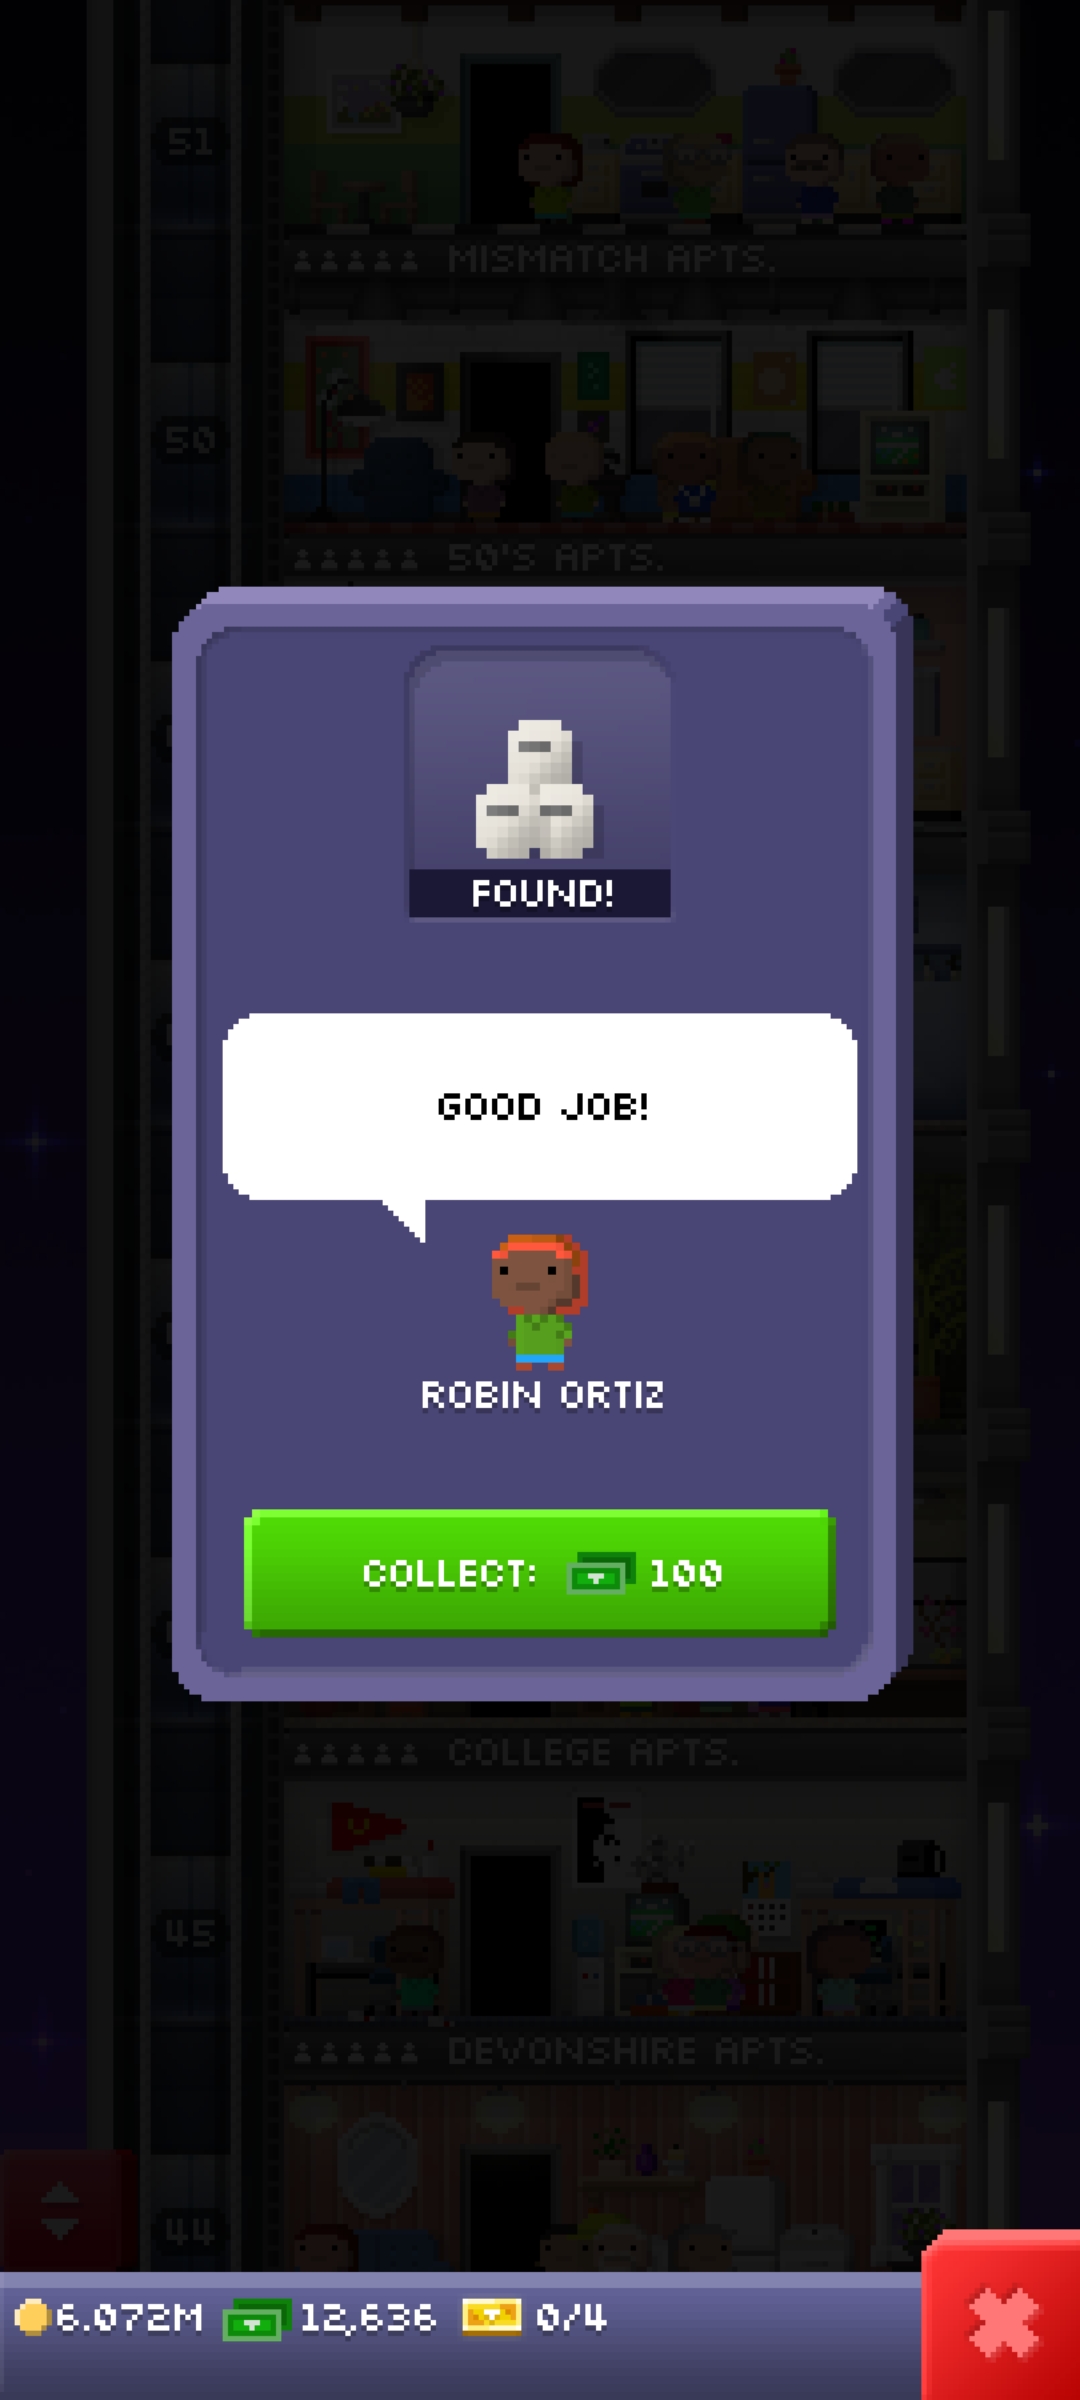 51
MISMATCH APTS.
50
50'S APTS.
FOUND!
GOOD JOB!
ROBIN ORTIZ
COLLECT: 100
COLLEGE APTS.
45
DEVONSHIRE APTS.
44
6.072M 12,636 0/4